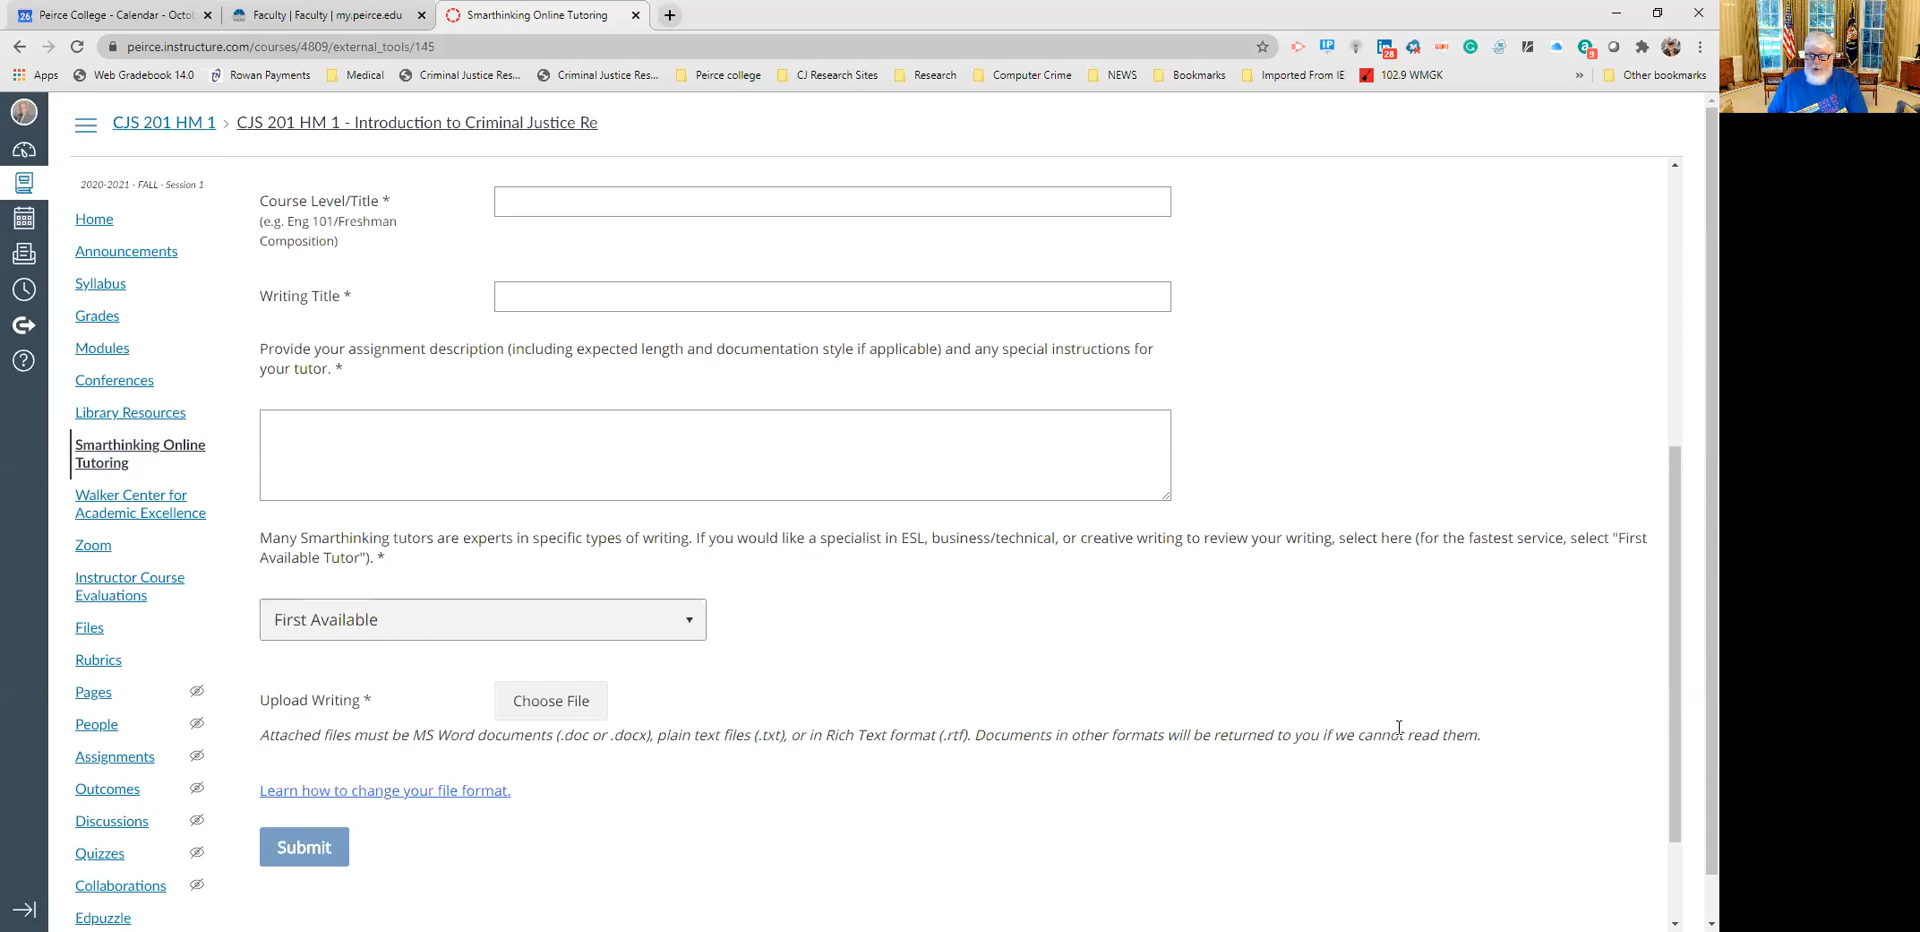 Peirce College - Calendar - Octo
Faculty | Faculty | my.peirce.edu
Smarthinking Online Tutoring
peirce.instructure.com/courses/4809/external_tools/145
Apps
Web Gradebook 14.0
Rowan Payments
Medical
Criminal Justice Res...
Criminal Justice Res...
Peirce college
CJ Research Sites
Research
Computer Crime
NEWS
Bookmarks
Imported From IE
102.9 WMGK
»
Other bookmarks
CJS 201 HM 1 › CJS 201 HM 1 - Introduction to Criminal Justice Re
2020-2021 - FALL - Session 1
Home
Announcements
Syllabus
Grades
Modules
Conferences
Library Resources
Smarthinking Online
Tutoring
Walker Center for
Academic Excellence
Zoom
Instructor Course
Evaluations
Files
Rubrics
Pages
People
Assignments
Outcomes
Discussions
Quizzes
Collaborations
Edpuzzle
Course Level/Title *
(e.g. Eng 101/Freshman
Composition)
Writing Title *
Provide your assignment description (including expected length and documentation style if applicable) and any special instructions for
your tutor. *
Many Smarthinking tutors are experts in specific types of writing. If you would like a specialist in ESL, business/technical, or creative writing to review your writing, select here (for the fastest service, select "First
Available Tutor"). *
First Available
Upload Writing *
Choose File
Attached files must be MS Word documents (.doc or .docx), plain text files (.txt), or in Rich Text format (.rtf). Documents in other formats will be returned to you if we cannot read them.
Learn how to change your file format.
Submit